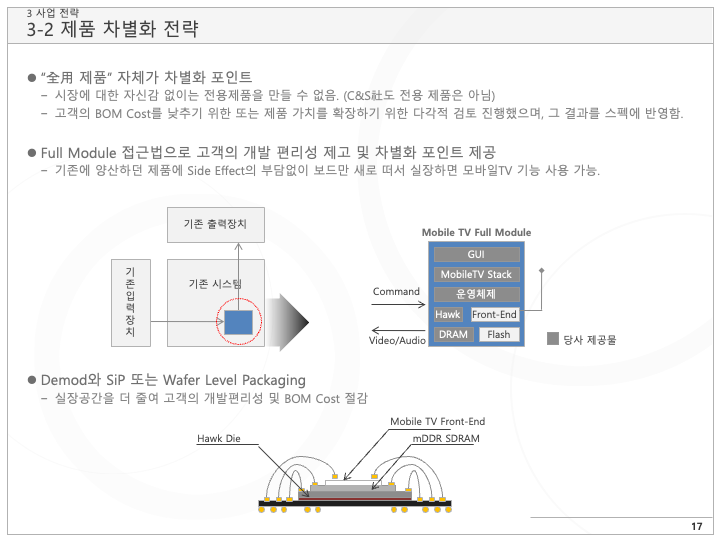 3 사업 전략
3-2 제품 차별화 전략
● “全用 제품” 자체가 차별화 포인트
– 시장에 대한 자신감 없이는 전용제품을 만들 수 없음. (C&S社도 전용 제품은 아님)
– 고객의 BOM Cost를 낮추기 위한 또는 제품 가치를 확장하기 위한 다각적 검토 진행했으며, 그 결과를 스펙에 반영함.
● Full Module 접근법으로 고객의 개발 편리성 제고 및 차별화 포인트 제공
– 기존에 양산하던 제품에 Side Effect의 부담없이 보드만 새로 떠서 실장하면 모바일TV 기능 사용 가능.
기존 출력장치
기존입력장치
기존 시스템
Mobile TV Full Module
GUI
MobileTV Stack
운영체제
Hawk
Front-End
DRAM
Flash
Command
Video/Audio
당사 제공물
● Demod와 SiP 또는 Wafer Level Packaging
– 실장공간을 더 줄여 고객의 개발편리성 및 BOM Cost 절감
Mobile TV Front-End
Hawk Die
mDDR SDRAM
17